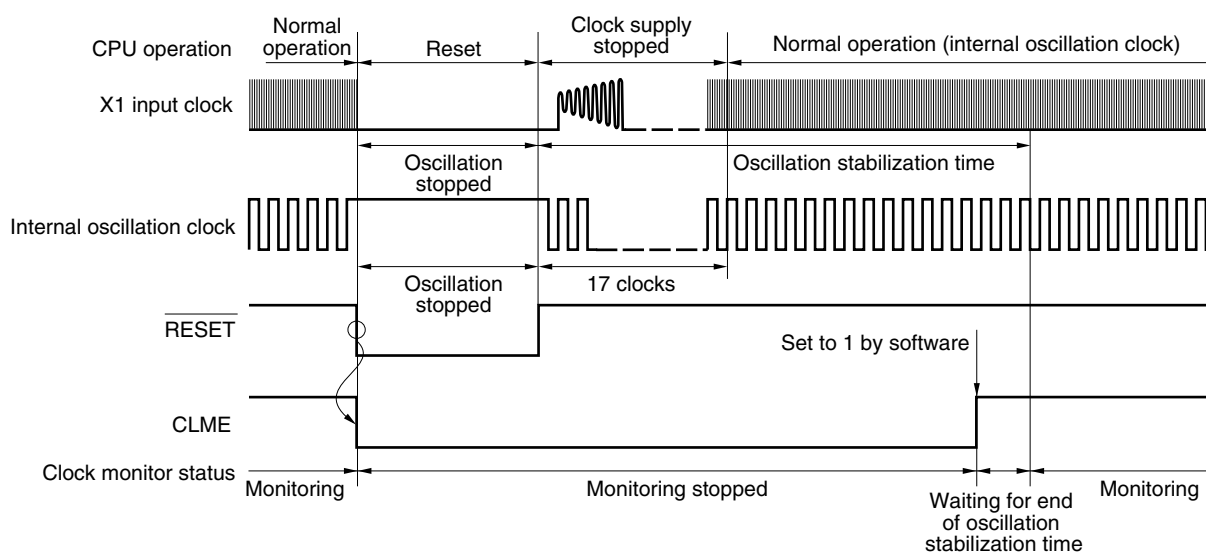 CPU operation
Normal
operation
Reset
Clock supply
stopped
Normal operation (internal oscillation clock)
X1 input clock
Oscillation
stopped
Oscillation stabilization time
Internal oscillation clock
Oscillation
stopped
17 clocks
RESET
Set to 1 by software
CLME
Clock monitor status
Monitoring
Monitoring stopped
Waiting for end
of oscillation
stabilization time
Monitoring